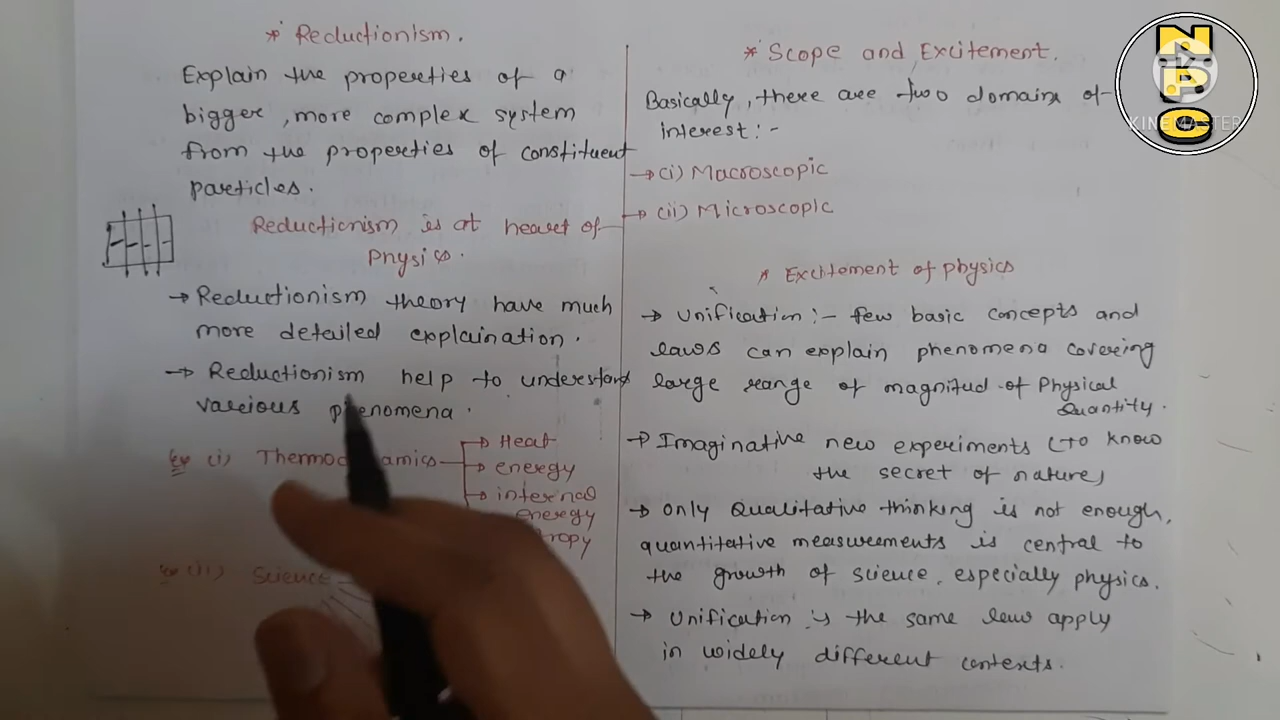 * Reductionism.
Explain the properties of a
bigger, more complex system
from the properties of constituent
particles.
Reductionism is at heart of
Physics.
→ Reductionism theory have much
more detailed explaination.
→ Reductionism help to understand
various phenomena.
Ex (i) Thermodynamics
→ Heat
→ energy
→ internal
energy
Ex (ii) Science
* Scope and Excitement.
Basically, there are two domains of
interest:-
→ (i) Macroscopic
→ (ii) Microscopic
* Excitement of physics
→ Unification:- few basic concepts and
laws can explain phenomena covering
large range of magnitud of Physical
Quantity.
→ Imaginative new experiments (to know
the secret of nature)
→ Only Qualitative thinking is not enough,
quantitative measurements is central to
the growth of science, especially physics.
→ Unification is the same law apply
in widely different contexts.
KINEMASTER